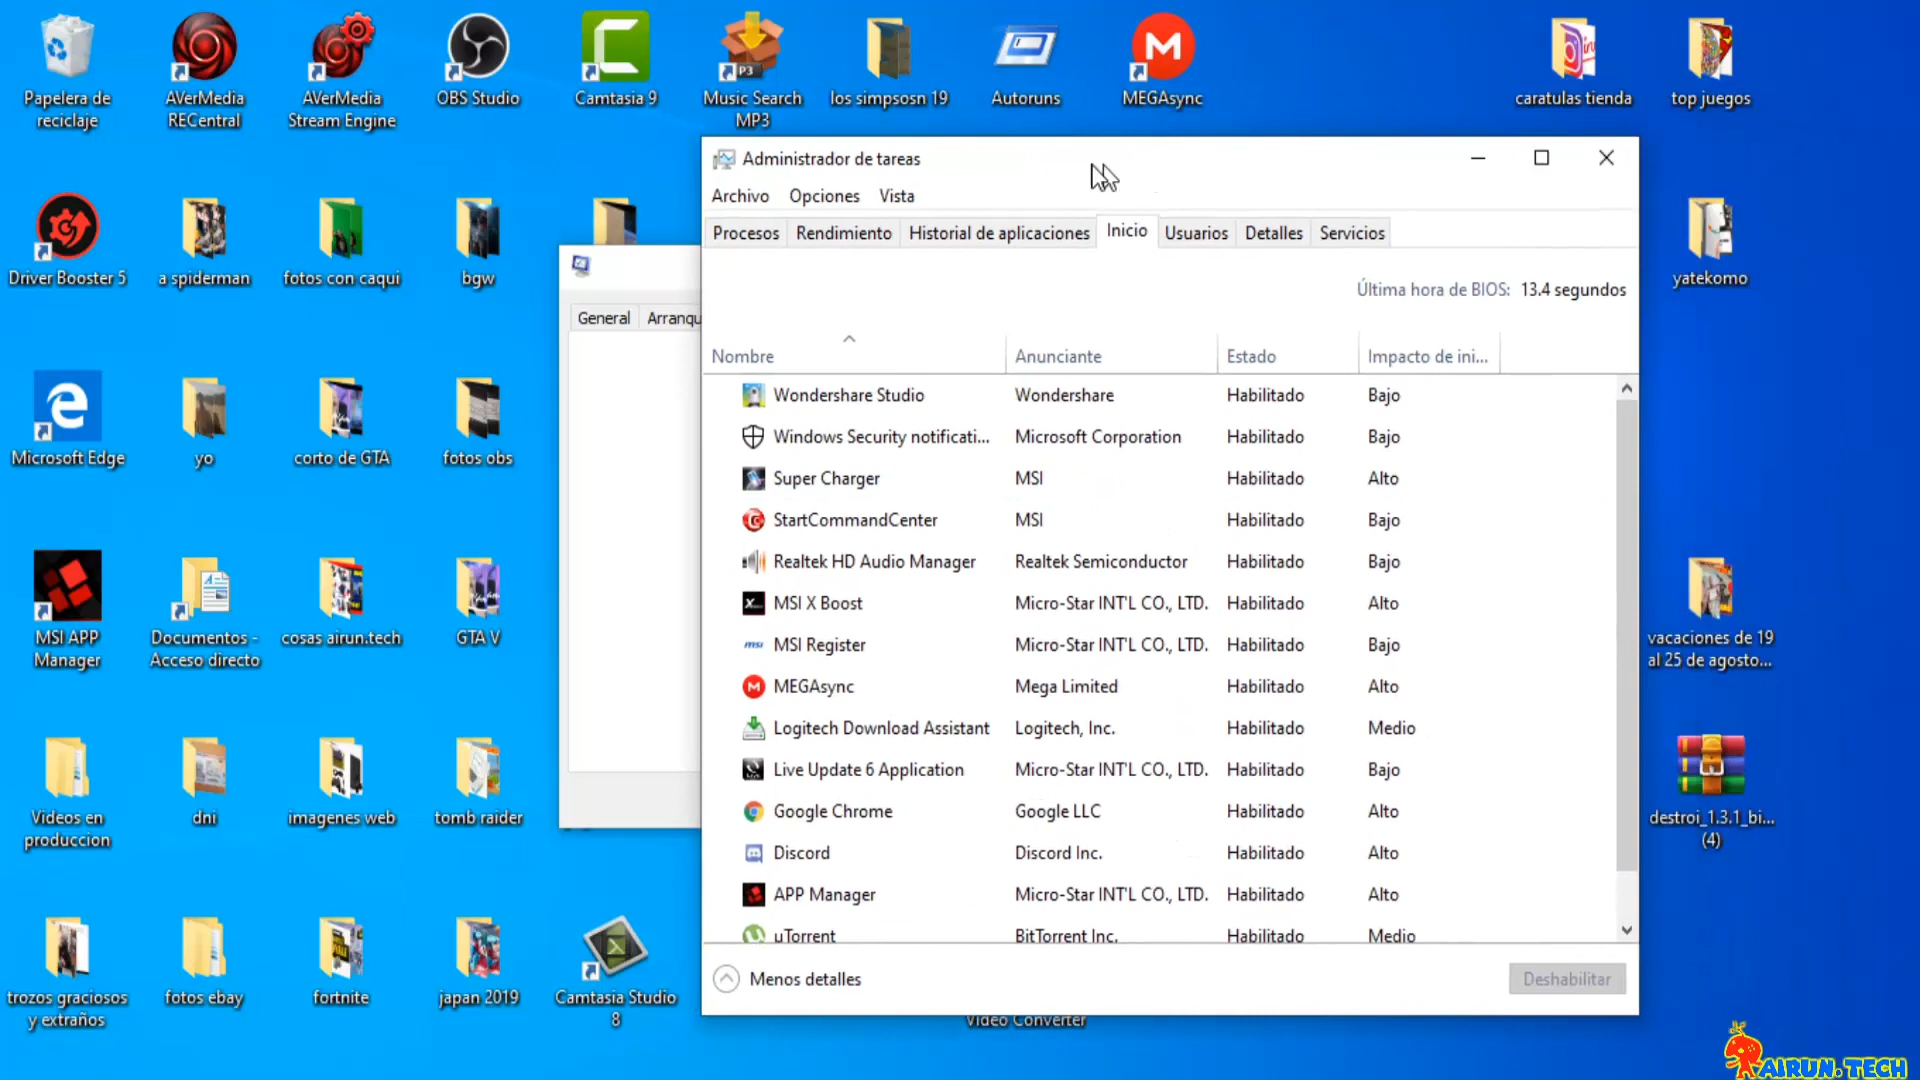 Papelera de
reciclaje
AVerMedia
RECentral
AVerMedia
Stream Engine
OBS Studio
Camtasia 9
P3
Music Search
MP3
los simpsosn 19
Autoruns
MEGAsync
caratulas tienda
top juegos
Driver Booster 5
a spiderman
fotos con caqui
bgw
yatekomo
Microsoft Edge
yo
corto de GTA
fotos obs
MSI APP
Manager
Documentos -
Acceso directo
cosas airun.tech
GTA V
vacaciones de 19
al 25 de agosto...
Videos en
produccion
dni
imagenes web
tomb raider
destroi_1.3.1_bi...
(4)
trozos graciosos
y extraños
fotos ebay
fortnite
japan 2019
Camtasia Studio
8
Video Converter
General
Arranqu
Administrador de tareas
Archivo Opciones Vista
Procesos Rendimiento Historial de aplicaciones Inicio Usuarios Detalles Servicios
Última hora de BIOS: 13.4 segundos
Nombre Anunciante Estado Impacto de ini...
Wondershare Studio Wondershare Habilitado Bajo
Windows Security notificati... Microsoft Corporation Habilitado Bajo
Super Charger MSI Habilitado Alto
StartCommandCenter MSI Habilitado Bajo
Realtek HD Audio Manager Realtek Semiconductor Habilitado Bajo
MSI X Boost Micro-Star INT'L CO., LTD. Habilitado Alto
MSI Register Micro-Star INT'L CO., LTD. Habilitado Bajo
MEGAsync Mega Limited Habilitado Alto
Logitech Download Assistant Logitech, Inc. Habilitado Medio
Live Update 6 Application Micro-Star INT'L CO., LTD. Habilitado Bajo
Google Chrome Google LLC Habilitado Alto
Discord Discord Inc. Habilitado Alto
APP Manager Micro-Star INT'L CO., LTD. Habilitado Alto
uTorrent BitTorrent Inc. Habilitado Medio
Menos detalles
Deshabilitar
AIRUN.TECH